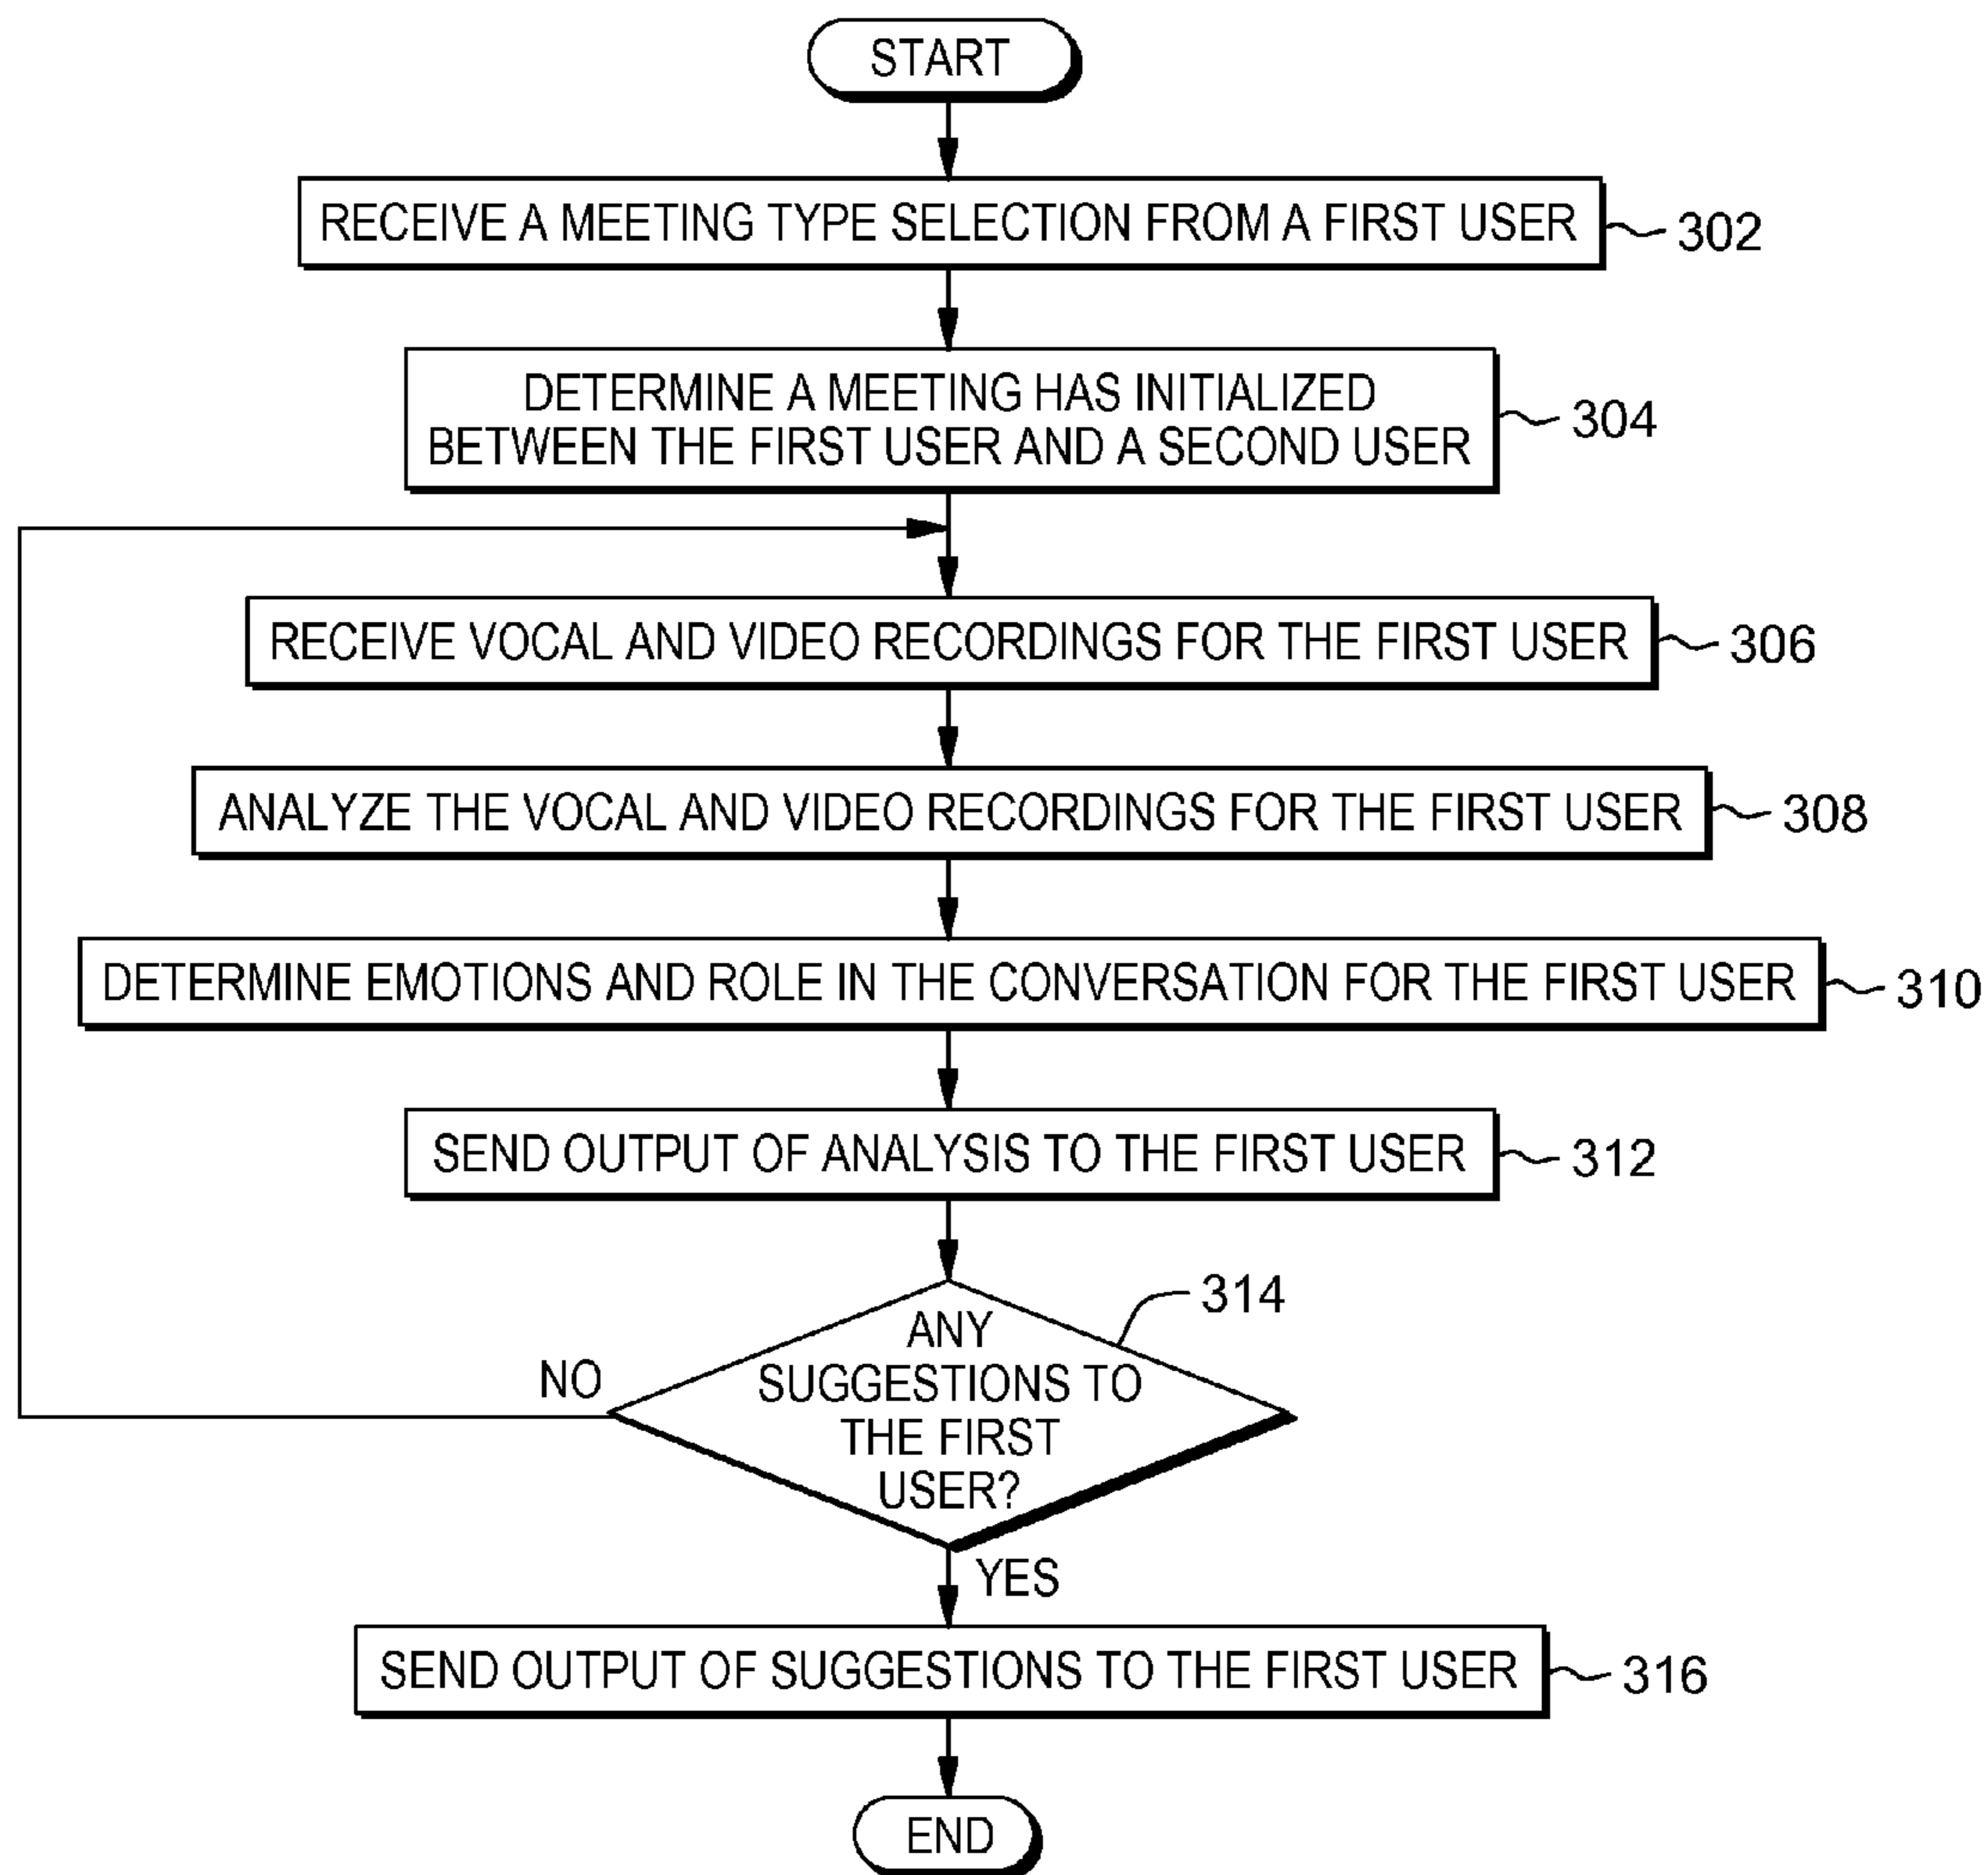 START
RECEIVE A MEETING TYPE SELECTION FROM A FIRST USER
302
DETERMINE A MEETING HAS INITIALIZED
BETWEEN THE FIRST USER AND A SECOND USER
304
RECEIVE VOCAL AND VIDEO RECORDINGS FOR THE FIRST USER
306
ANALYZE THE VOCAL AND VIDEO RECORDINGS FOR THE FIRST USER
308
DETERMINE EMOTIONS AND ROLE IN THE CONVERSATION FOR THE FIRST USER
310
SEND OUTPUT OF ANALYSIS TO THE FIRST USER
312
314
ANY
SUGGESTIONS TO
THE FIRST
USER?
NO
YES
SEND OUTPUT OF SUGGESTIONS TO THE FIRST USER
316
END